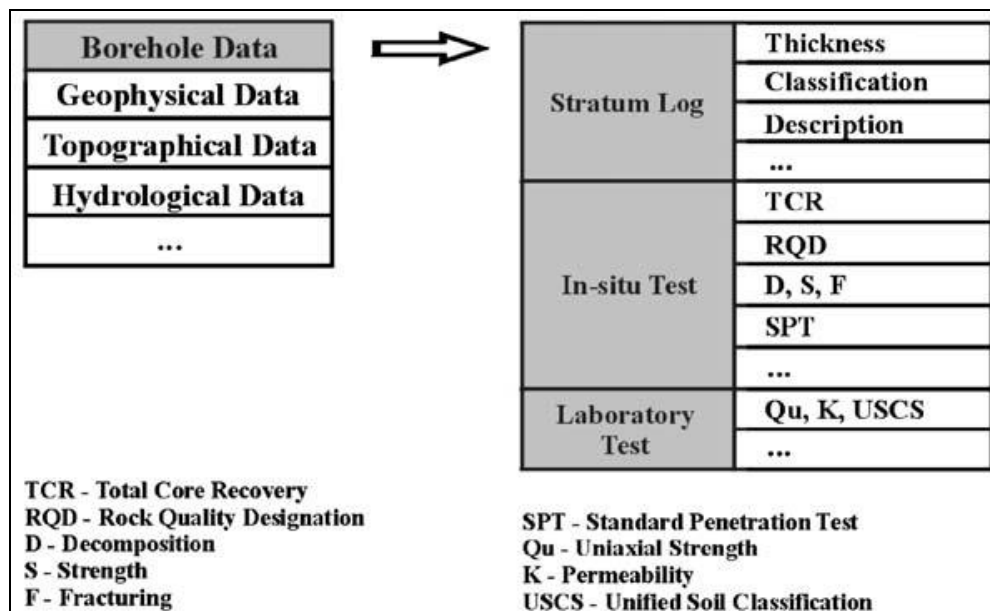 Borehole Data
Geophysical Data
Topographical Data
Hydrological Data
...
Stratum Log
Thickness
Classification
Description
...
In-situ Test
TCR
RQD
D, S, F
SPT
...
Laboratory
Test
Qu, K, USCS
...
TCR - Total Core Recovery
RQD - Rock Quality Designation
D - Decomposition
S - Strength
F - Fracturing
SPT - Standard Penetration Test
Qu - Uniaxial Strength
K - Permeability
USCS - Unified Soil Classification